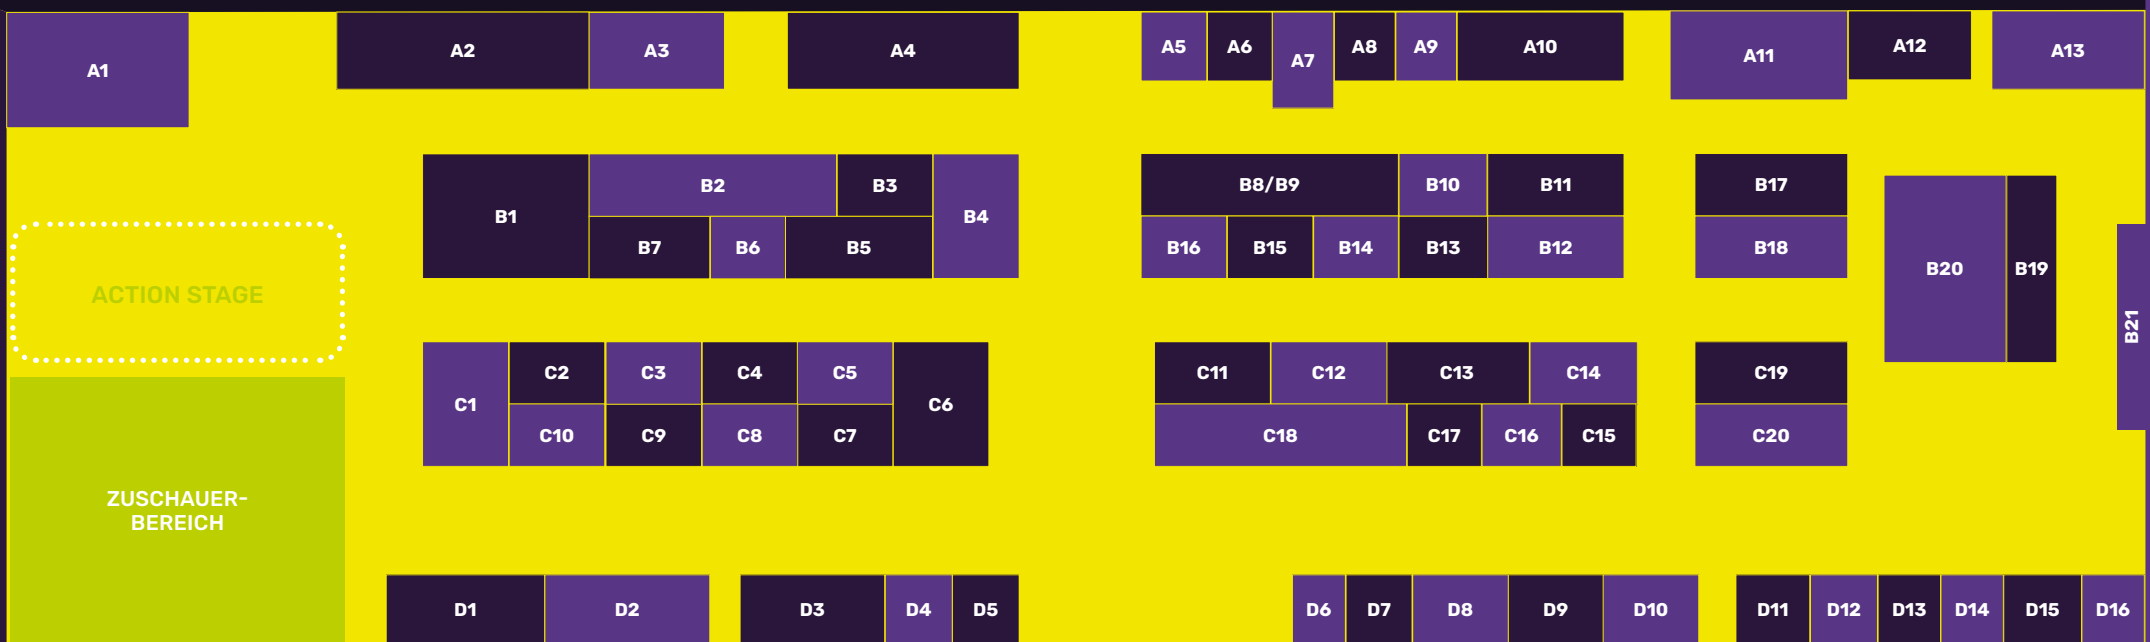 A1
A2
A3
A4
A5
A6
A7
A8
A9
A10
A11
A12
A13
B1
B2
B3
B4
B7
B6
B5
B8/B9
B10
B11
B16
B15
B14
B13
B12
B17
B18
B20
B19
B21
ACTION STAGE
C1
C2
C3
C4
C5
C6
C10
C9
C8
C7
C11
C12
C13
C14
C18
C17
C16
C15
C19
C20
ZUSCHAUER-
BEREICH
D1
D2
D3
D4
D5
D6
D7
D8
D9
D10
D11
D12
D13
D14
D15
D16